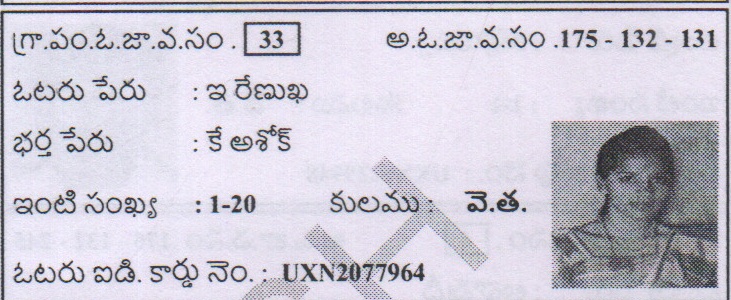 గ్రా.పం.ఓ.జా.వ.సం. 33 అ.ఓ.జా.వ.సం .175 - 132 - 131
ఓటరు పేరు : ఇ రేణుఖ
భర్త పేరు : కే అశోక్
ఇంటి సంఖ్య : 1-20 కులము : వె.త.
ఓటరు ఐడి. కార్డు నెం. : UXN2077964